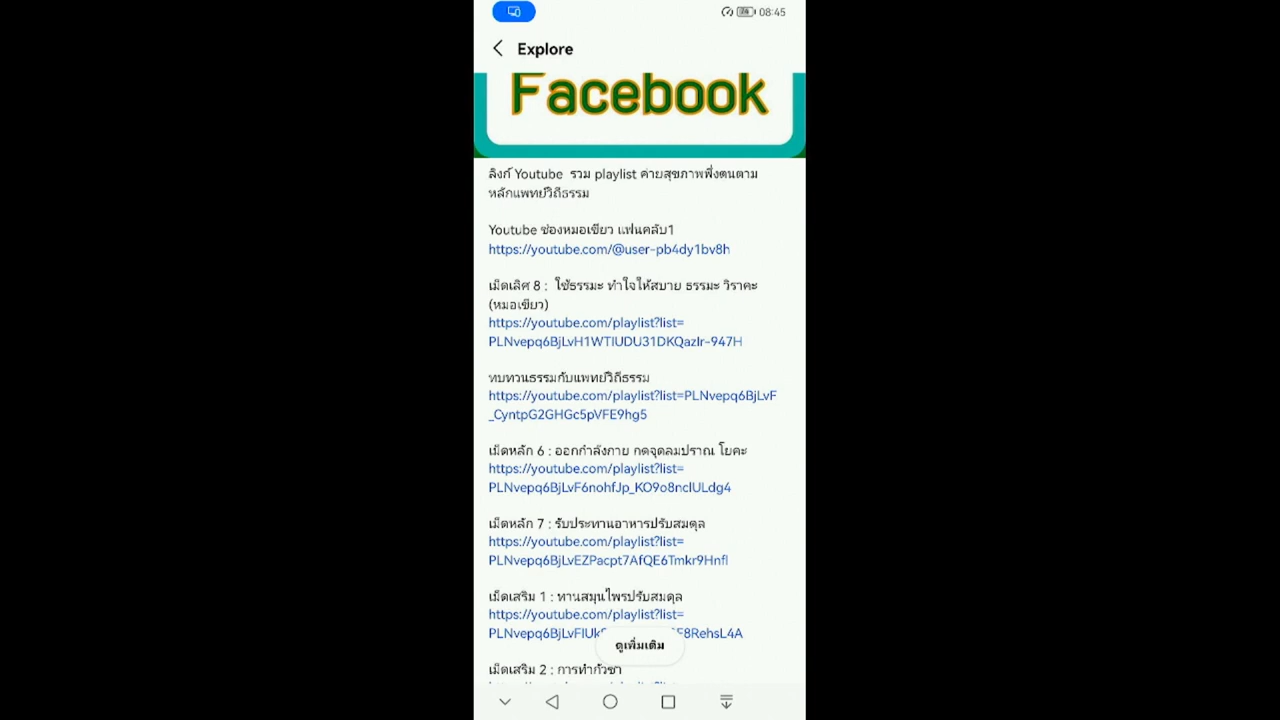 08:45
Explore
Facebook
ลิงก์ Youtube รวม playlist ค่ายสุขภาพพึ่งตนตาม
หลักแพทย์วิถีธรรม
Youtube ช่องหมอเขียว แฟนคลับ1
https://youtube.com/@user-pb4dy1bv8h
เม็ดเลิศ 8 : ใช้ธรรมะ ทำใจให้สบาย ธรรมะ วิราคะ
(หมอเขียว)
https://youtube.com/playlist?list=
PLNvepq6BjLvH1WTIUDU31DKQazIr-947H
ทบทวนธรรมกับแพทย์วิถีธรรม
https://youtube.com/playlist?list=PLNvepq6BjLvF
_CyntpG2GHGc5pVFE9hg5
เม็ดหลัก 6 : ออกกำลังกาย กดจุดลมปราณ โยคะ
https://youtube.com/playlist?list=
PLNvepq6BjLvF6nohfJp_KO9o8nclULdg4
เม็ดหลัก 7 : รับประทานอาหารปรับสมดุล
https://youtube.com/playlist?list=
PLNvepq6BjLvEZPacpt7AfQE6Tmkr9Hnfl
เม็ดเสริม 1 : ทานสมุนไพรปรับสมดุล
https://youtube.com/playlist?list=
ดูเพิ่มเติม
เม็ดเสริม 2 : การทำกัวซา